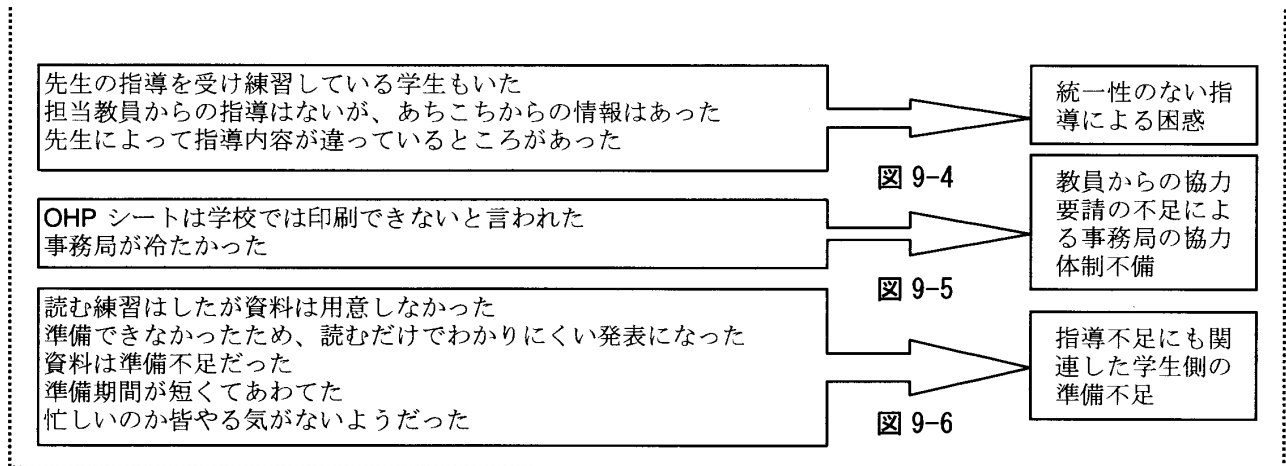 先生の指導を受け練習している学生もいた
担当教員からの指導はないが、あちこちからの情報はあった
先生によって指導内容が違っているところがあった
統一性のない指
導による困惑
図 9-4
OHP シートは学校では印刷できないと言われた
事務局が冷たかった
教員からの協力
要請の不足によ
る事務局の協力
体制不備
図 9-5
読む練習はしたが資料は用意しなかった
準備できなかったため、読むだけでわかりにくい発表になった
資料は準備不足だった
準備期間が短くてあわてた
忙しいのか皆やる気がないようだった
指導不足にも関
連した学生側の
準備不足
図 9-6